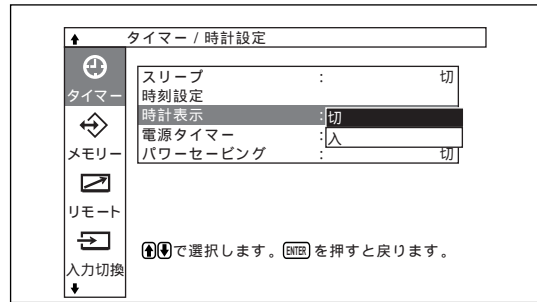 タイマー / 時計設定
タイマー
メモリー
リモート
入力切換
スリープ : 切
時刻設定
時計表示 : 切
電源タイマー : 入
パワーセービング : 切
で選択します。ENTERを押すと戻ります。